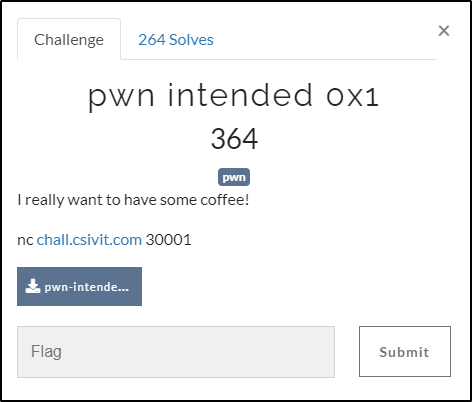 Challenge
264 Solves
×
pwn intended 0x1
364
pwn
I really want to have some coffee!
nc chall.csivit.com 30001
pwn-intende...
Flag
Submit